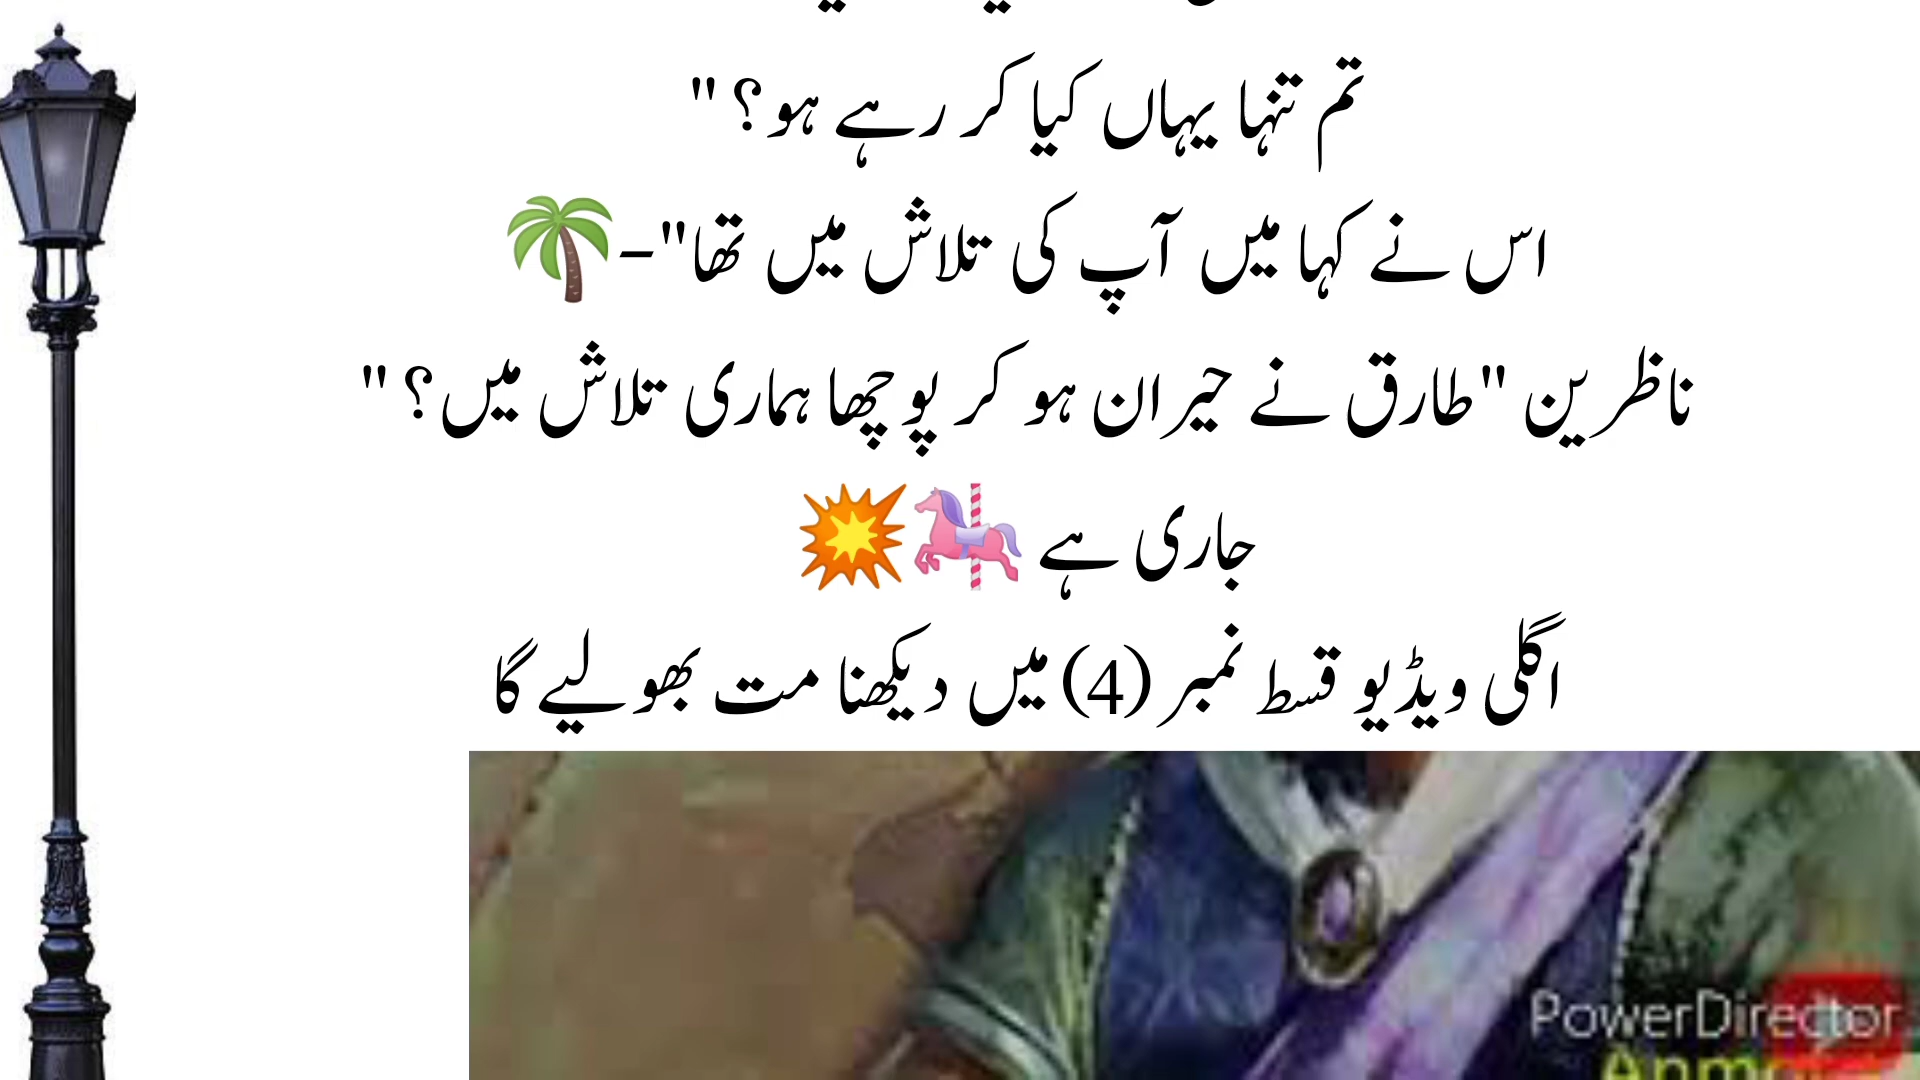 تم تنہا یہاں کیا کر رہے ہو؟ "
اس نے کہا میں آپ کی تلاش میں تھا"-🌴
ناظرین "طارق نے حیران ہو کر پوچھا ہماری تلاش میں؟ "
جاری ہے 🎠💥
اگلی ویڈیو قسط نمبر (4) میں دیکھنا مت بھولیے گا
PowerDirector